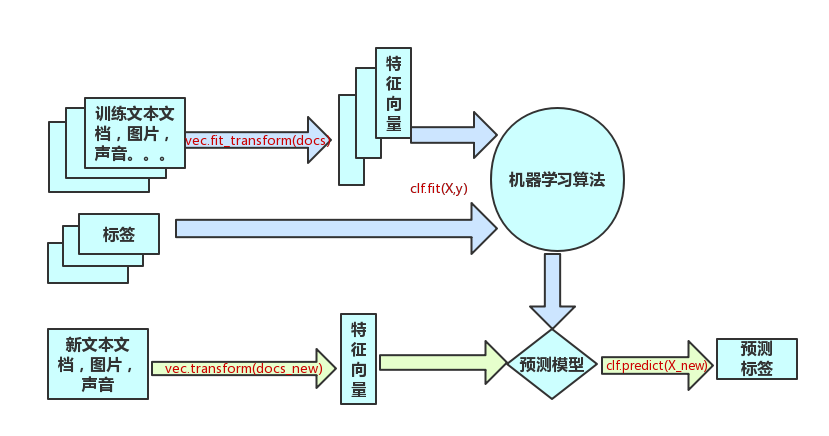 训练文本文
档，图片，
声音。。。
vec.fit_transform(docs)
特
征
向
量
clf.fit(X,y)
机器学习算法
标签
新文本文
档，图片，
声音
vec.transform(docs_new)
特
征
向
量
预测模型
clf.predict(X_new)
预测
标签